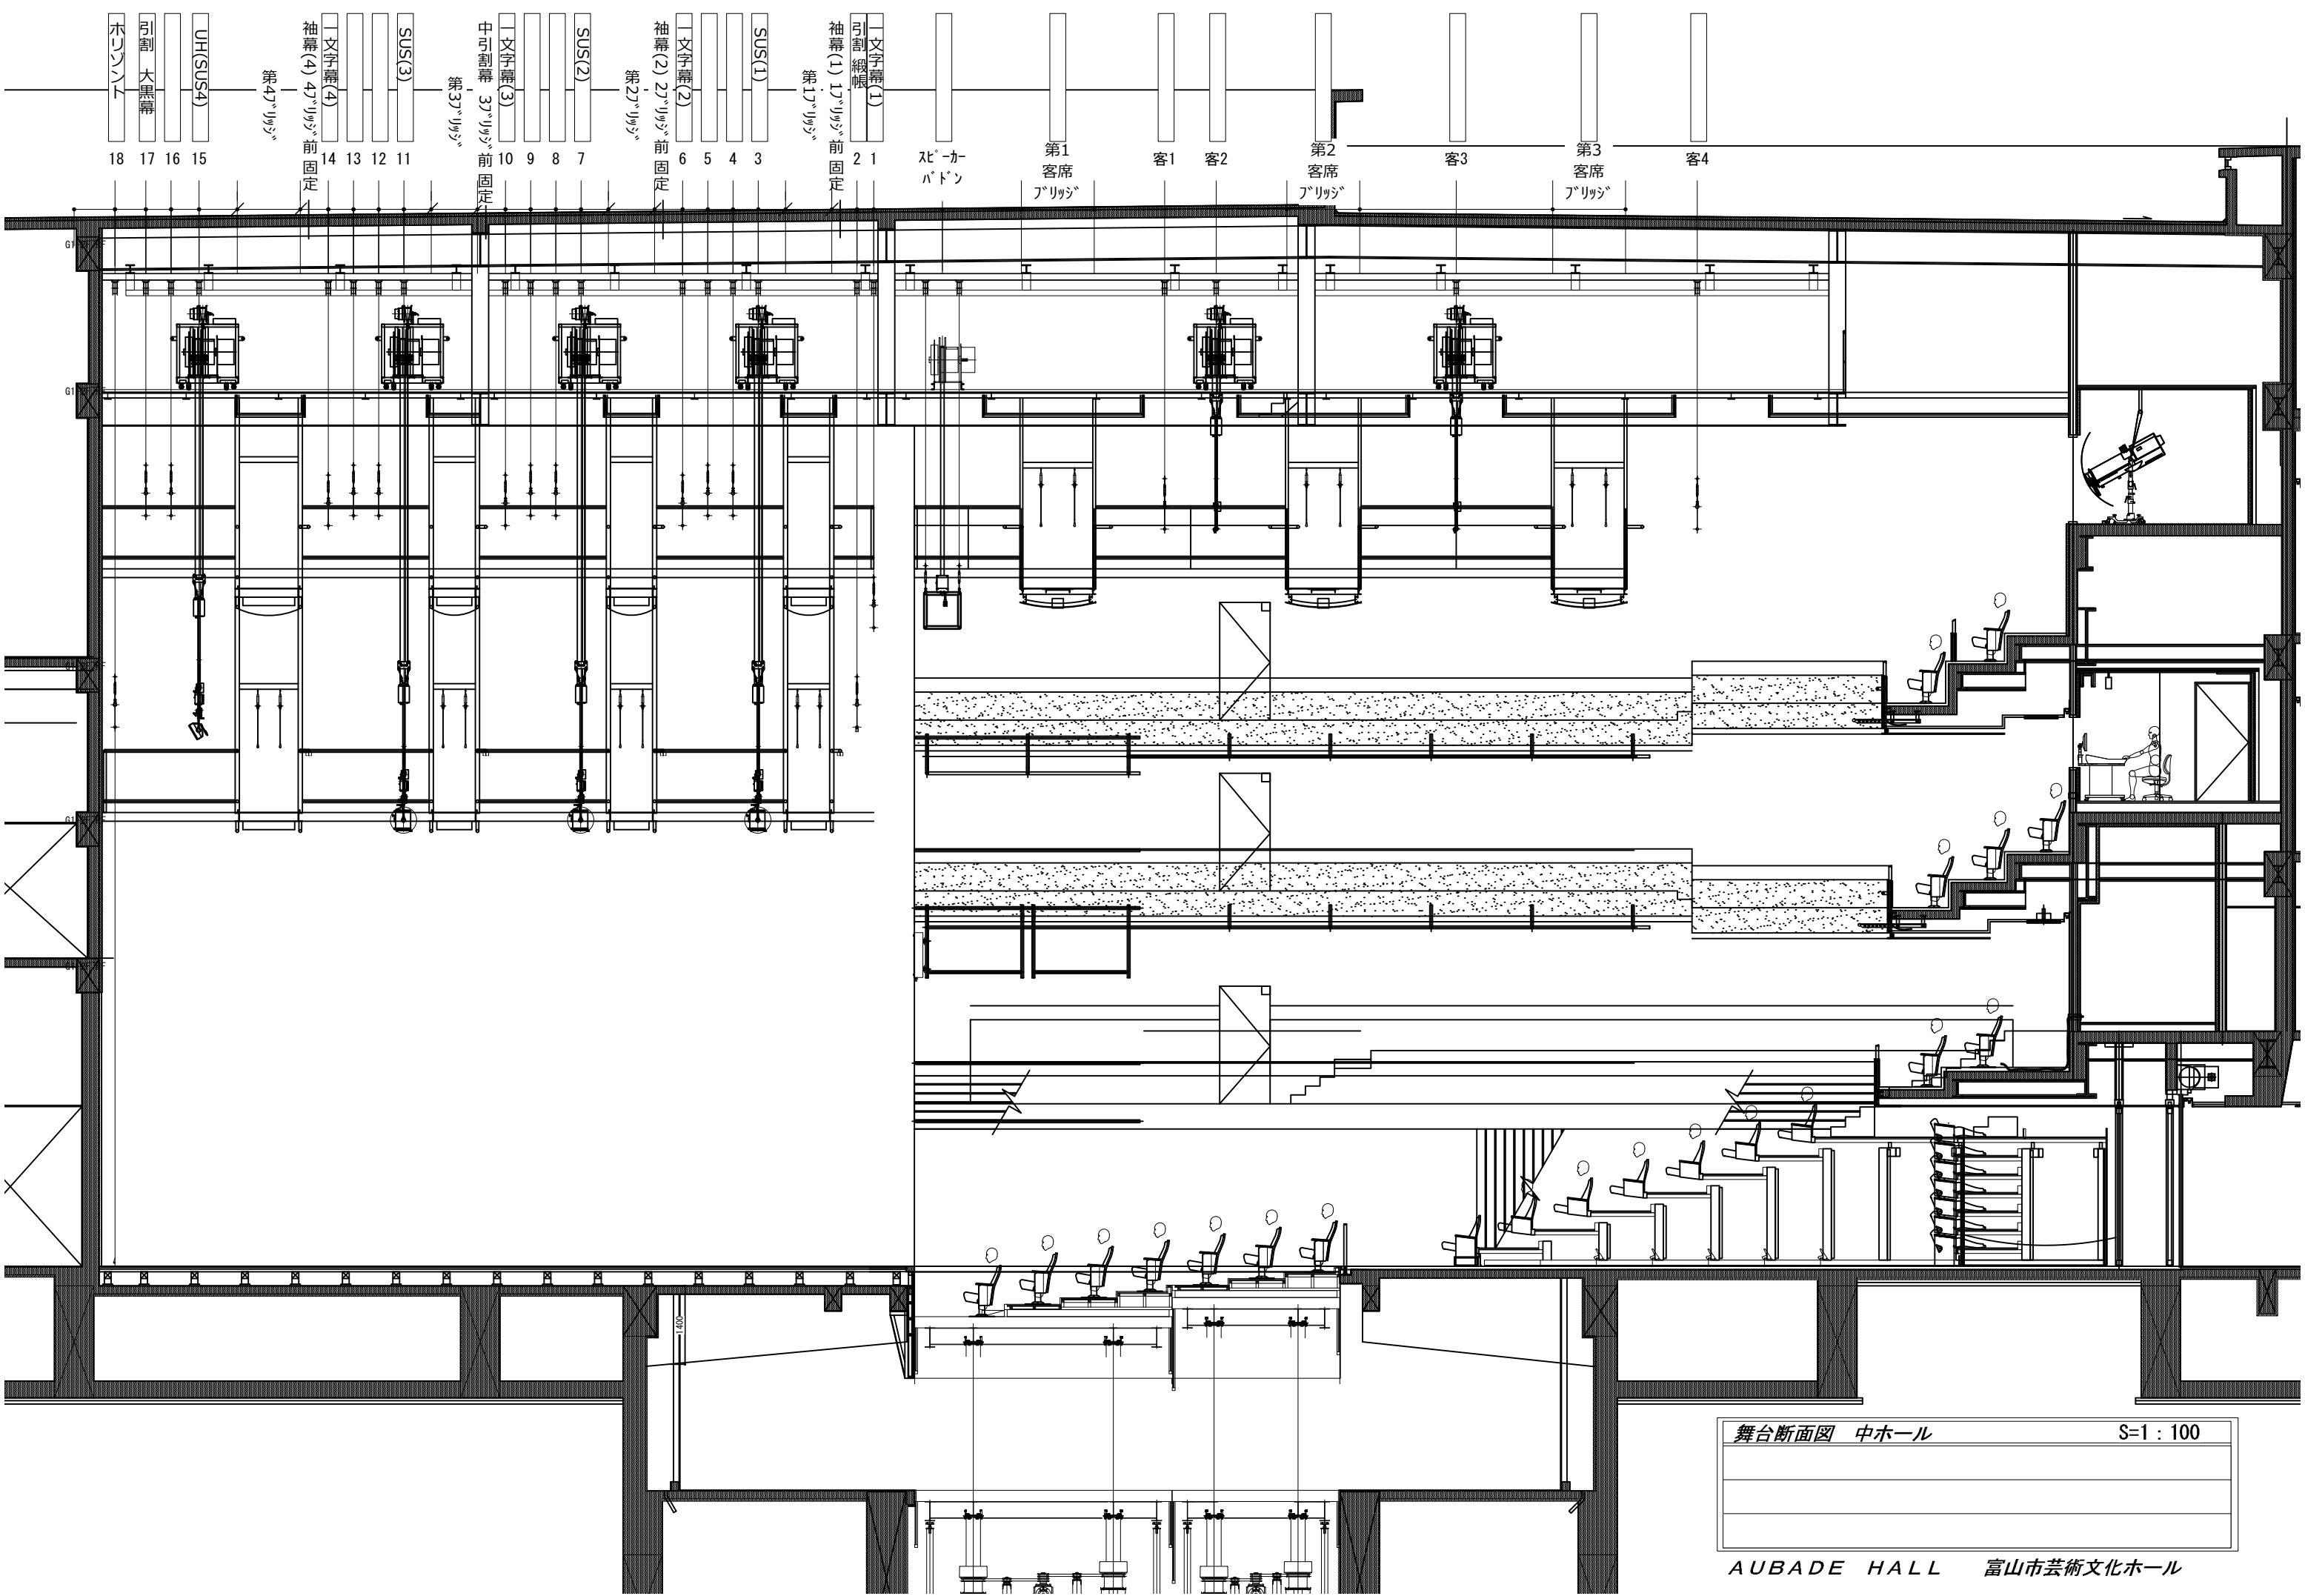 ホリゾント
18
引割 大黒幕
17
16
UH(SUS4)
15
第4ﾌﾞﾘｯｼﾞ
袖幕(4) 4ﾌﾞﾘｯｼﾞ前 固定
一文字幕(4)
14
13
12
SUS(3)
11
第3ﾌﾞﾘｯｼﾞ
中引割幕 3ﾌﾞﾘｯｼﾞ前 固定
一文字幕(3)
10
9
8
SUS(2)
7
第2ﾌﾞﾘｯｼﾞ
袖幕(2) 2ﾌﾞﾘｯｼﾞ前 固定
一文字幕(2)
6
5
4
SUS(1)
3
第1ﾌﾞﾘｯｼﾞ
袖幕(1) 1ﾌﾞﾘｯｼﾞ前 固定
引割 緞帳
2
一文字幕(1)
1
ｽﾋﾟｰｶｰ
ﾊﾞﾄﾝ
第1
客席
ﾌﾞﾘｯｼﾞ
客1
客2
第2
客席
ﾌﾞﾘｯｼﾞ
客3
第3
客席
ﾌﾞﾘｯｼﾞ
客4
1400
舞台断面図 中ホール S=1 : 100
AUBADE HALL 富山市芸術文化ホール